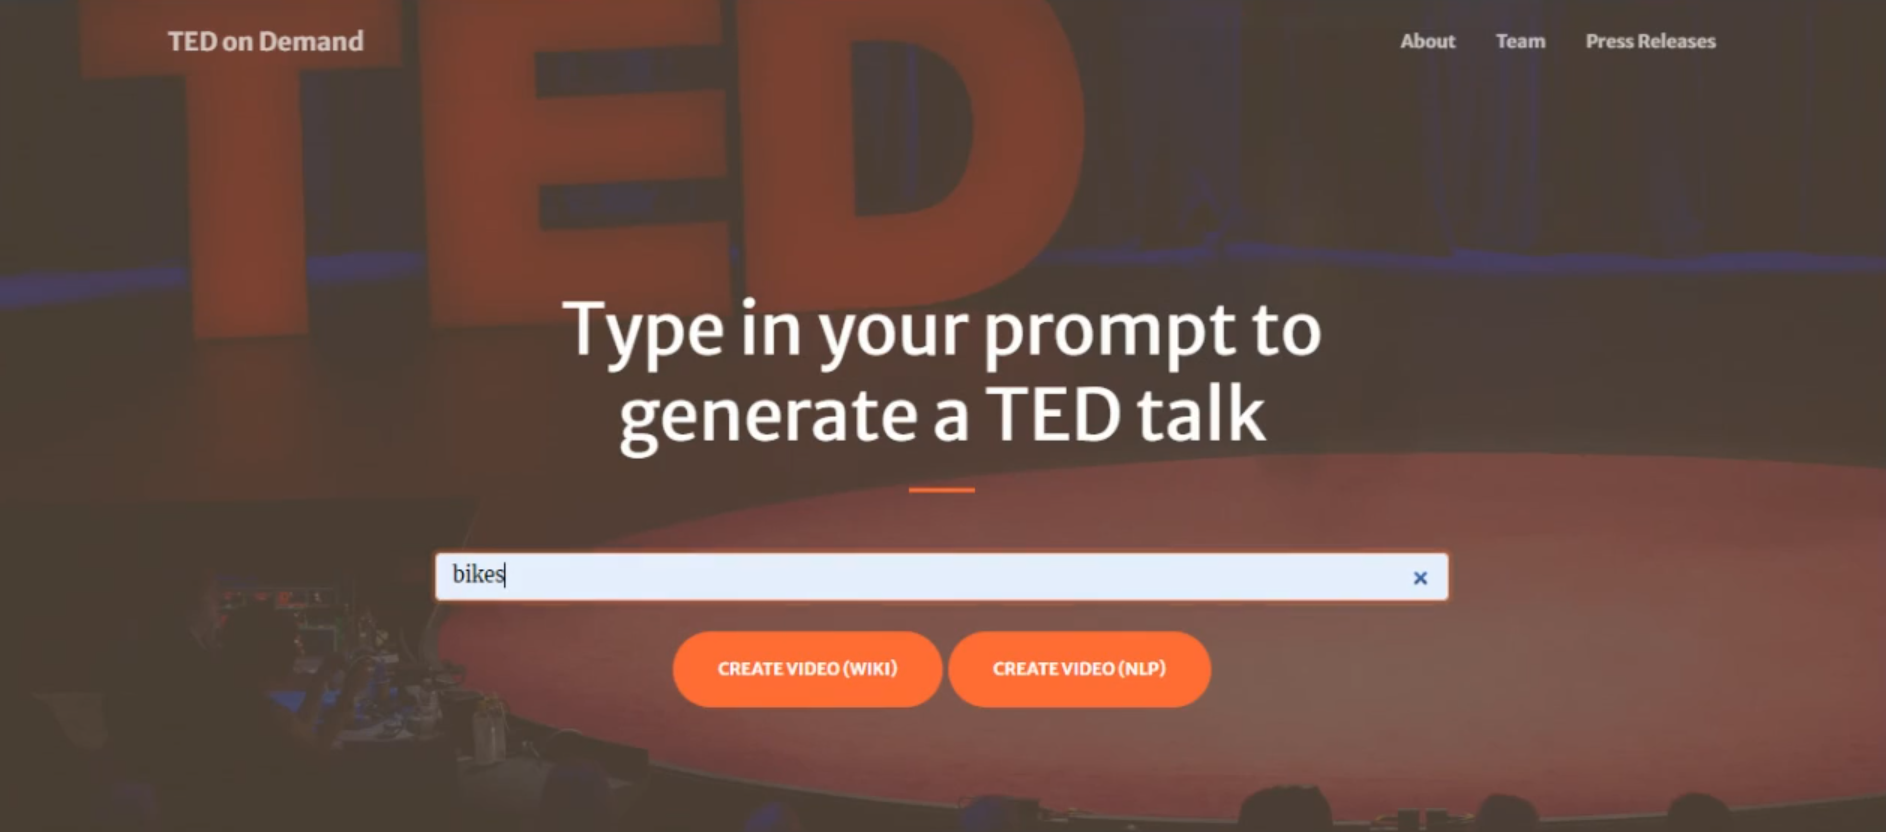 TED
TED on Demand
About
Team
Press Releases
Type in your prompt to
generate a TED talk
bikes
CREATE VIDEO (WIKI)
CREATE VIDEO (NLP)